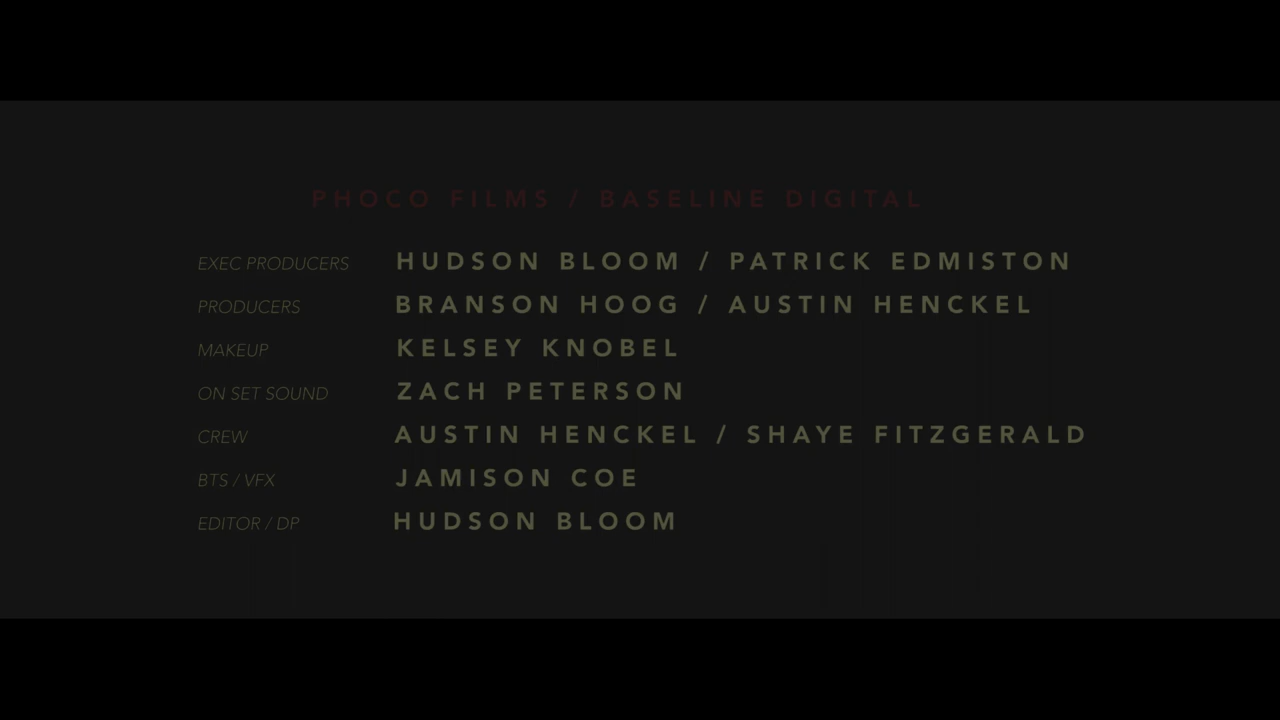 PHOCO FILMS / BASELINE DIGITAL
EXEC PRODUCERS HUDSON BLOOM / PATRICK EDMISTON
PRODUCERS BRANSON HOOG / AUSTIN HENCKEL
MAKEUP KELSEY KNOBEL
ON SET SOUND ZACH PETERSON
CREW AUSTIN HENCKEL / SHAYE FITZGERALD
BTS / VFX JAMISON COE
EDITOR / DP HUDSON BLOOM